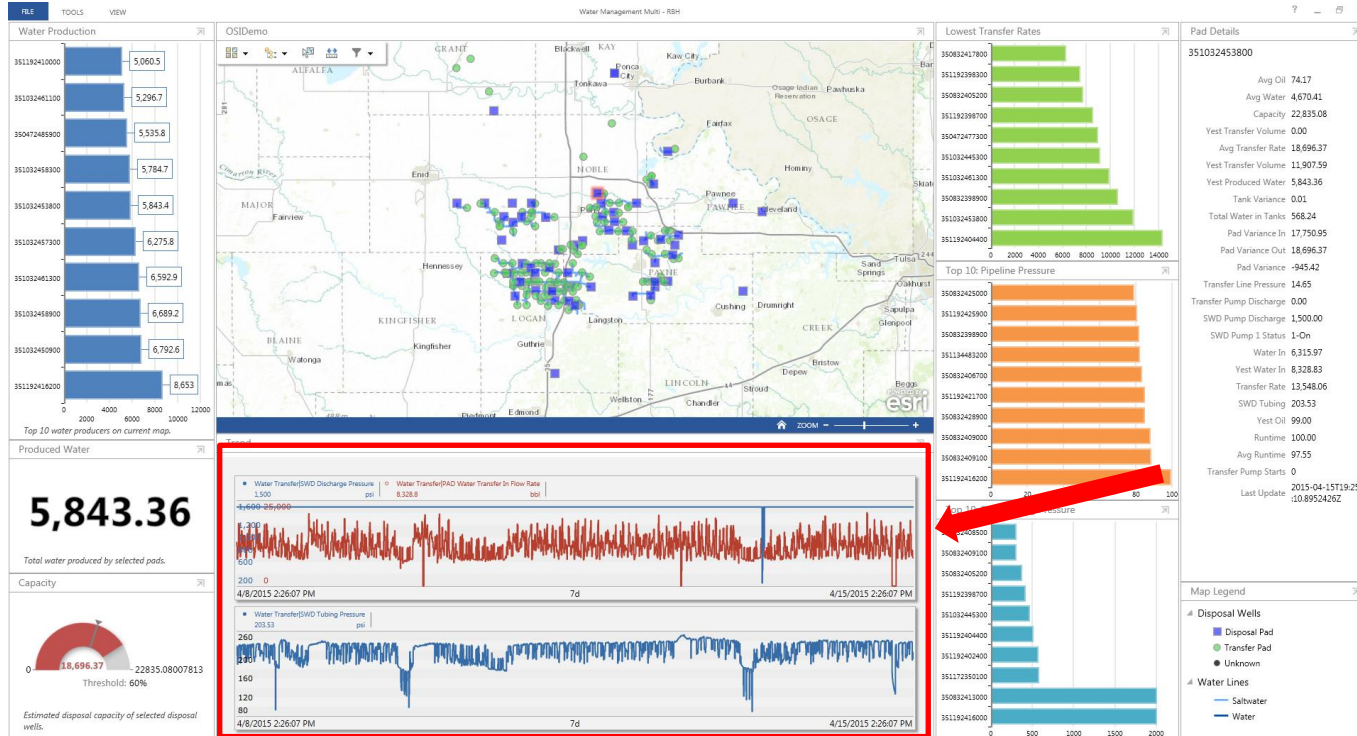 FILE TOOLS VIEW
Water Management Multi - RBH
Water Production
351192410000 5,060.5
351032461100 5,296.7
350472485900 5,535.8
351032458300 5,784.7
351032453800 5,843.4
351032457300 6,275.8
351032461300 6,592.9
351032458900 6,689.2
351032450900 6,792.6
351192416200 8,653
0 2000 4000 6000 8000 10000 12000
Top 10 water producers on current map.
Produced Water
5,843.36
Total water produced by selected pads.
Capacity
0 18,696.37 22835.08007813
Threshold: 60%
Estimated disposal capacity of selected disposal
wells.
OSIDemo
GRANT
Blackwell
KAY
Kaw City
Ponca
City
ALFALFA
Tonkawa
Burbank
Osage Indian
Reservation
Pawhuska
281
OSAGE
Fairfax
Cimarron River
Enid
NOBLE
Hominy
Skiat
MAJOR
Fairview
Pawnee
PAWNEE
Cleveland
Hennessey
PAYNE
Sand
Springs
Tulsa
244
Oakhurst
Cushing
Drumright
Sapulpa
Glenpool
KINGFISHER
LOGAN
Langston
CREEK
BLAINE
Kingfisher
Guthrie
Watonga
Bristow
Depew
LINCOLN
Stroud
Beggs
Wellston
177
Chandler
Piedmont
Edmond
esri
ZOOM - +
Trend
Water Transfer|SWD Discharge Pressure
1,500 psi
Water Transfer|PAD Water Transfer In Flow Rate
8,328.8 bbl
1,600 25,000
1,200
600
200 0
4/8/2015 2:26:07 PM 7d 4/15/2015 2:26:07 PM
Water Transfer|SWD Tubing Pressure
203.53 psi
260
200
160
120
80
4/8/2015 2:26:07 PM 7d 4/15/2015 2:26:07 PM
Lowest Transfer Rates
350832417800
351192398300
350832405200
351192398700
350472477300
351032445300
351032461300
350832398900
351032453800
351192404400
0 2000 4000 6000 8000 10000 12000 14000
Top 10: Pipeline Pressure
350832425000
351192425900
350832398900
351134483200
350832406700
351192421700
350832428900
350832409000
350832409100
351192416200
0 20 80 100
350832409100
350832405200
351192398700
351032445300
351192404400
351192402400
351172350100
350832413000
351192416000
0 500 1000 1500 2000
Pad Details
351032453800
Avg Oil 74.17
Avg Water 4,670.41
Capacity 22,835.08
Yest Transfer Volume 0.00
Avg Transfer Rate 18,696.37
Yest Transfer Volume 11,907.59
Yest Produced Water 5,843.36
Tank Variance 0.01
Total Water in Tanks 568.24
Pad Variance In 17,750.95
Pad Variance Out 18,696.37
Pad Variance -945.42
Transfer Line Pressure 14.65
Transfer Pump Discharge 0.00
SWD Pump Discharge 1,500.00
SWD Pump 1 Status 1-On
Water In 6,315.97
Yest Water In 8,328.83
Transfer Rate 13,548.06
SWD Tubing 203.53
Yest Oil 99.00
Runtime 100.00
Avg Runtime 97.55
Transfer Pump Starts 0
Last Update 2015-04-15T19:25
:10.8952426Z
Map Legend
Disposal Wells
Disposal Pad
Transfer Pad
Unknown
Water Lines
Saltwater
Water